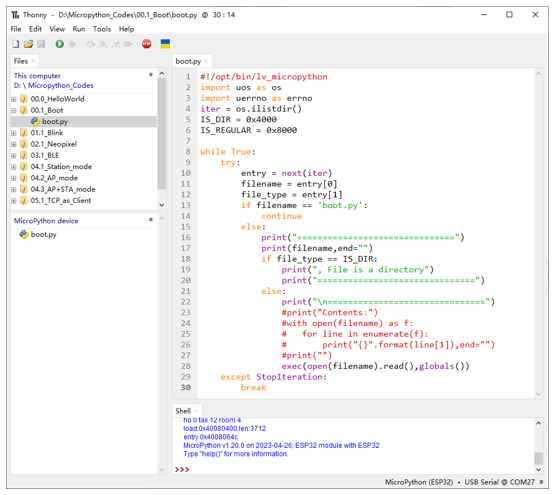 Thonny - D:\Micropython_Codes\00.1_Boot\boot.py @ 30 : 14
File Edit View Run Tools Help
Files
This computer
D: \ Micropython_Codes
00.0_HelloWorld
00.1_Boot
boot.py
01.1_Blink
02.1_Neopixel
03.1_BLE
04.1_Station_mode
04.2_AP_mode
04.3_AP+STA_mode
05.1_TCP_as_Client
MicroPython device
boot.py
boot.py
1 #!/opt/bin/lv_micropython
2 import uos as os
3 import uerrno as errno
4 iter = os.ilistdir()
5 IS_DIR = 0x4000
6 IS_REGULAR = 0x8000
7
8 while True:
9 try:
10 entry = next(iter)
11 filename = entry[0]
12 file_type = entry[1]
13 if filename == 'boot.py':
14 continue
15 else:
16 print("===============================")
17 print(filename,end="")
18 if file_type == IS_DIR:
19 print(", File is a directory")
20 print("===============================")
21 else:
22 print("\n===============================")
23 #print("Contents:")
24 #with open(filename) as f:
25 # for line in enumerate(f):
26 # print("{}".format(line[1]),end="")
27 #print("")
28 exec(open(filename).read(),globals())
29 except StopIteration:
30 break
Shell
ho 0 tail 12 room 4
load:0x40080400,len:3712
entry 0x4008064c
MicroPython v1.20.0 on 2023-04-26; ESP32 module with ESP32
Type "help()" for more information.
>>>
MicroPython (ESP32) • USB Serial @ COM27